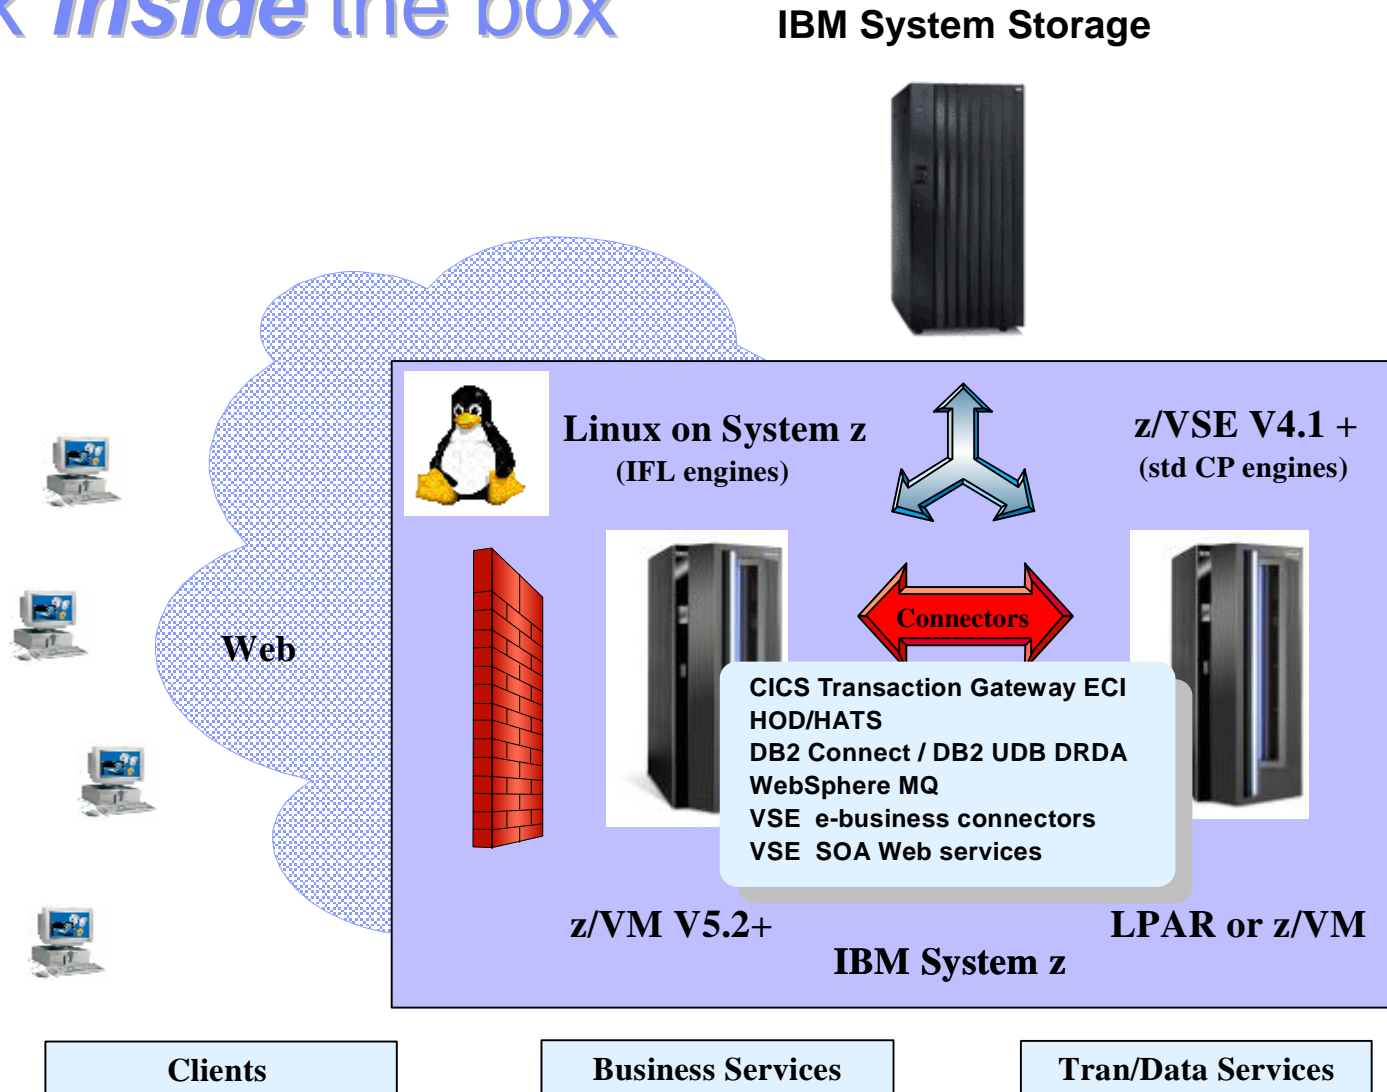 k inside the box
IBM System Storage
Linux on System z
(IFL engines)
z/VSE V4.1 +
(std CP engines)
Connectors
Web
CICS Transaction Gateway ECI
HOD/HATS
DB2 Connect / DB2 UDB DRDA
WebSphere MQ
VSE e-business connectors
VSE SOA Web services
z/VM V5.2+
LPAR or z/VM
IBM System z
Clients
Business Services
Tran/Data Services